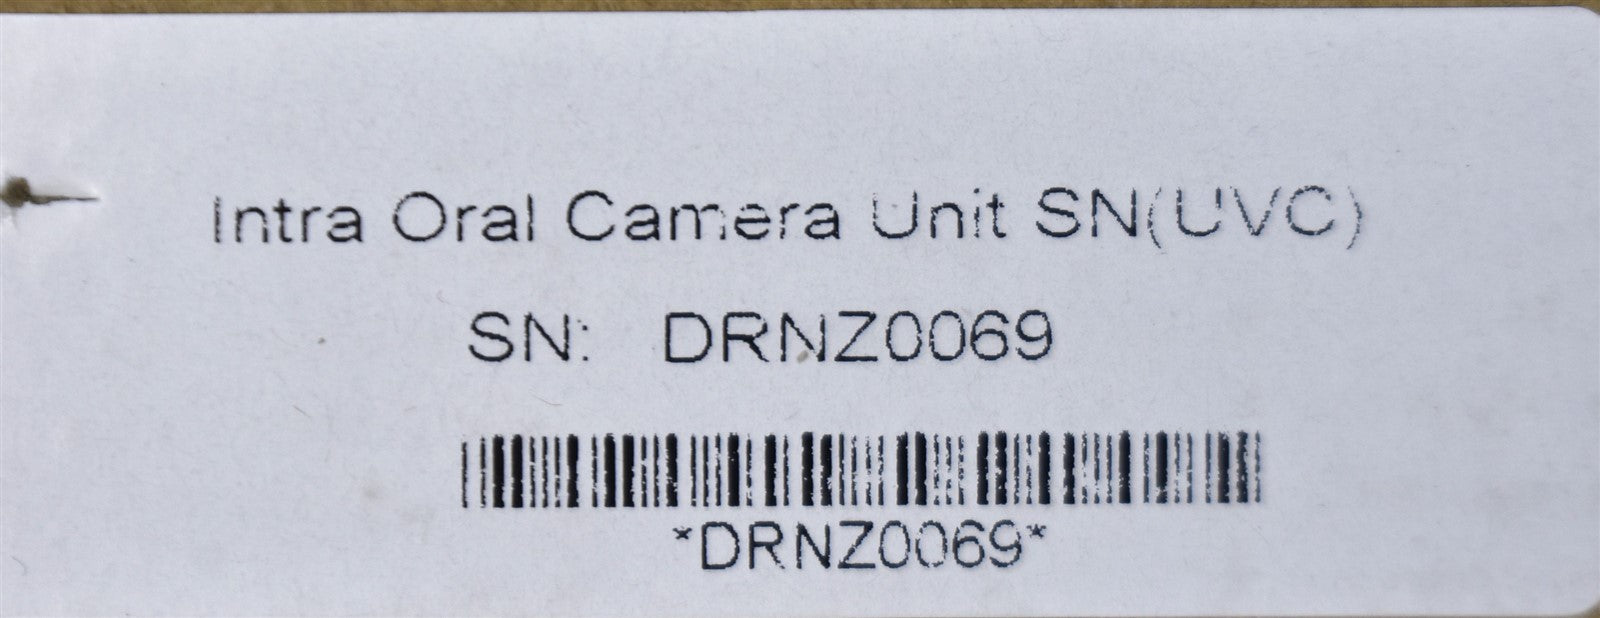 Intra Oral Camera Unit SN(UVC)
SN: DRNZ0069
*DRNZ0069*